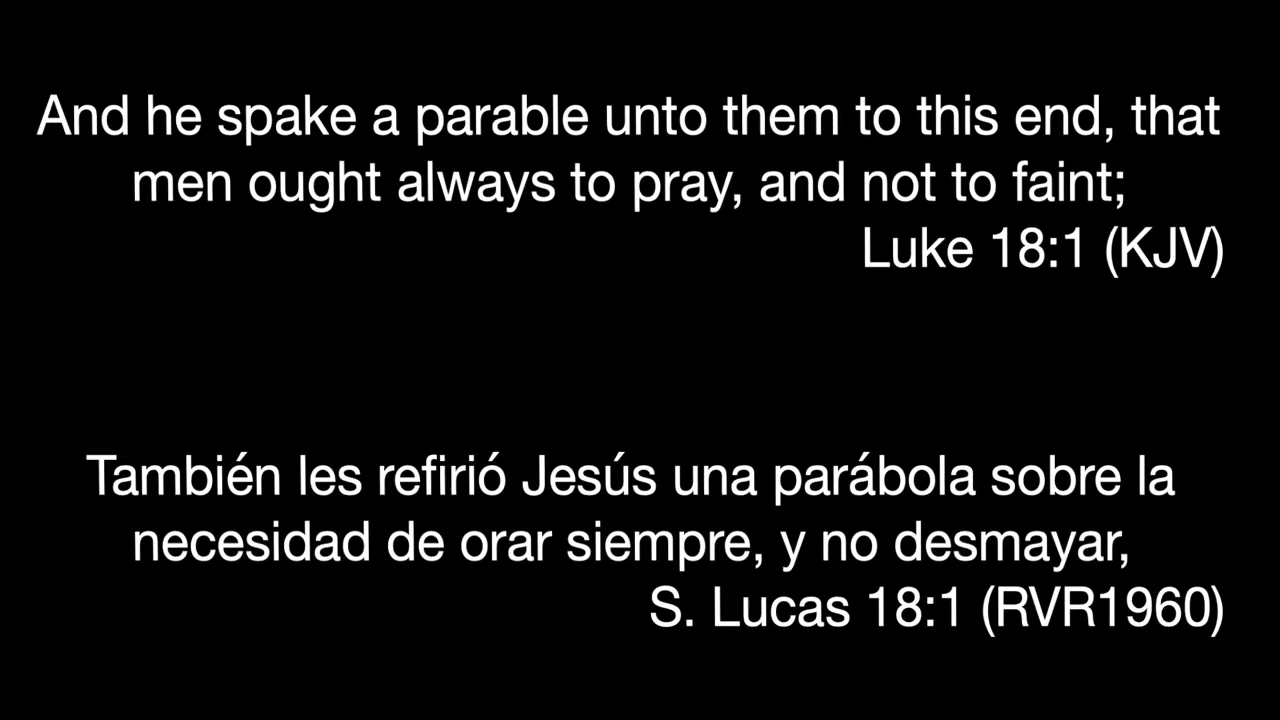 And he spake a parable unto them to this end, that
men ought always to pray, and not to faint;
Luke 18:1 (KJV)
También les refirió Jesús una parábola sobre la
necesidad de orar siempre, y no desmayar,
S. Lucas 18:1 (RVR1960)